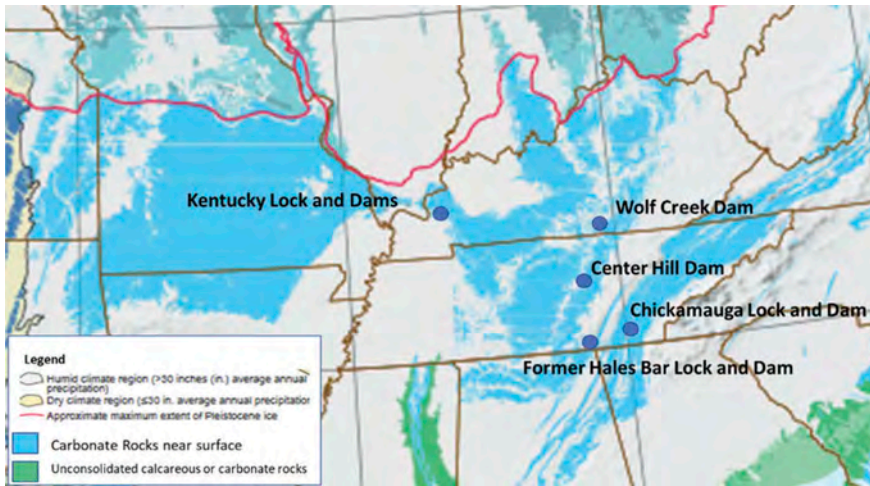 Kentucky Lock and Dams
Wolf Creek Dam
Center Hill Dam
Chickamauga Lock and Dam
Former Hales Bar Lock and Dam
Legend
Humid climate region (>30 inches (in.) average annual
precipitation)
Dry climate region (≤30 in. average annual precipitation
Approximate maximum extent of Pleistocene ice
Carbonate Rocks near surface
Unconsolidated calcareous or carbonate rocks